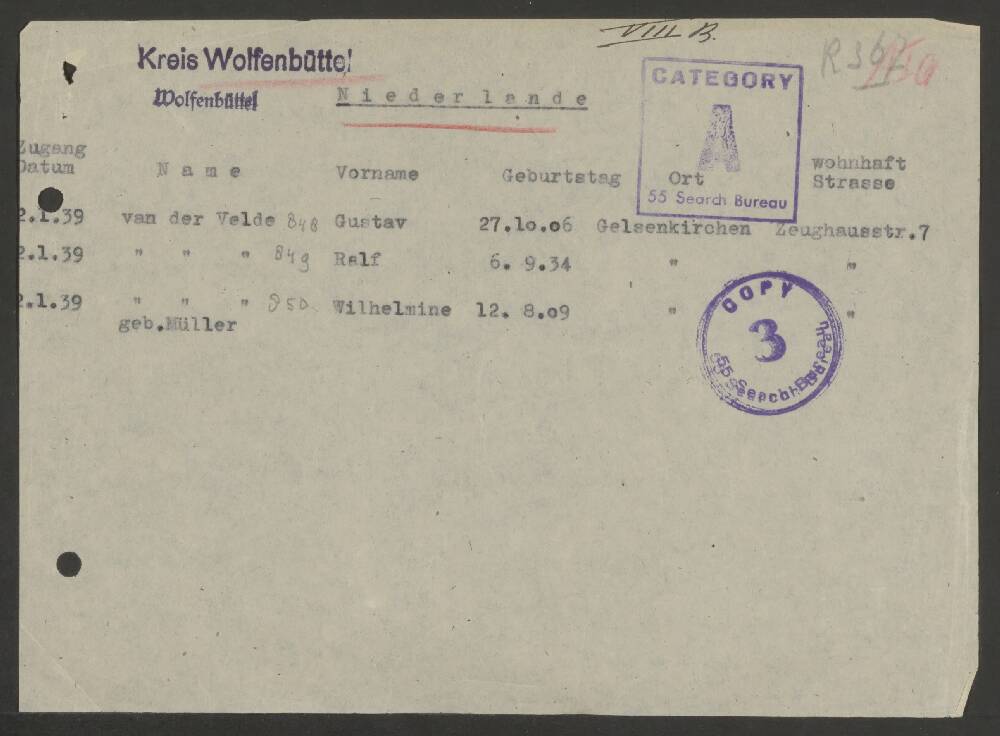 VIII B.
Kreis Wolfenbüttel
Wolfenbüttel
Niederlande
CATEGORY
A
55 Search Bureau
R 367
Zugang
Datum
Name Vorname Geburtstag Ort
wohnhaft
Strasse
2.1.39 van der Velde 848 Gustav 27.10.06 Gelsenkirchen Zeughausstr.7
2.1.39 " " " 849 Ralf 6. 9.34 " "
2.1.39 " " " 850 Wilhelmine 12. 8.09 " "
geb.Müller
COPY
3
55 Search Bureau